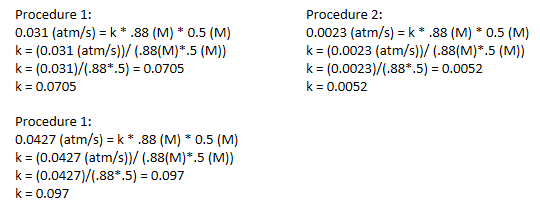 Procedure 1:
0.031 (atm/s) = k * .88 (M) * 0.5 (M)
k = (0.031 (atm/s))/ (.88(M)*.5 (M))
k = (0.031)/(.88*.5) = 0.0705
k = 0.0705
Procedure 2:
0.0023 (atm/s) = k * .88 (M) * 0.5 (M)
k = (0.0023 (atm/s))/ (.88(M)*.5 (M))
k = (0.0023)/(.88*.5) = 0.0052
k = 0.0052
Procedure 1:
0.0427 (atm/s) = k * .88 (M) * 0.5 (M)
k = (0.0427 (atm/s))/ (.88(M)*.5 (M))
k = (0.0427)/(.88*.5) = 0.097
k = 0.097